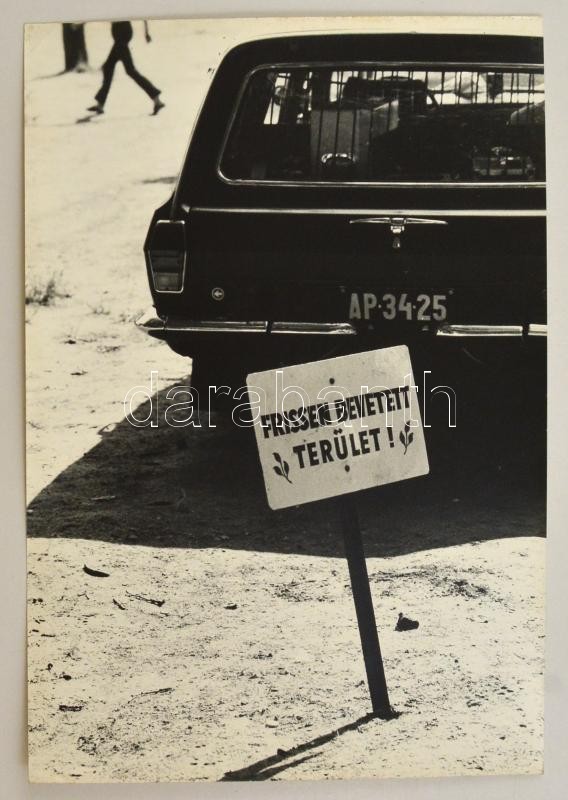 AP-34-25
darabanth
FRISSEN BEVETETT
TERÜLET!